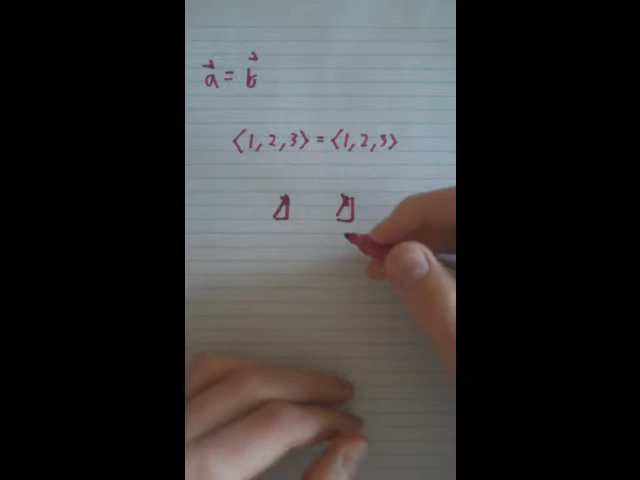 a⃗ = b⃗
⟨1, 2, 3⟩ = ⟨1, 2, 3⟩